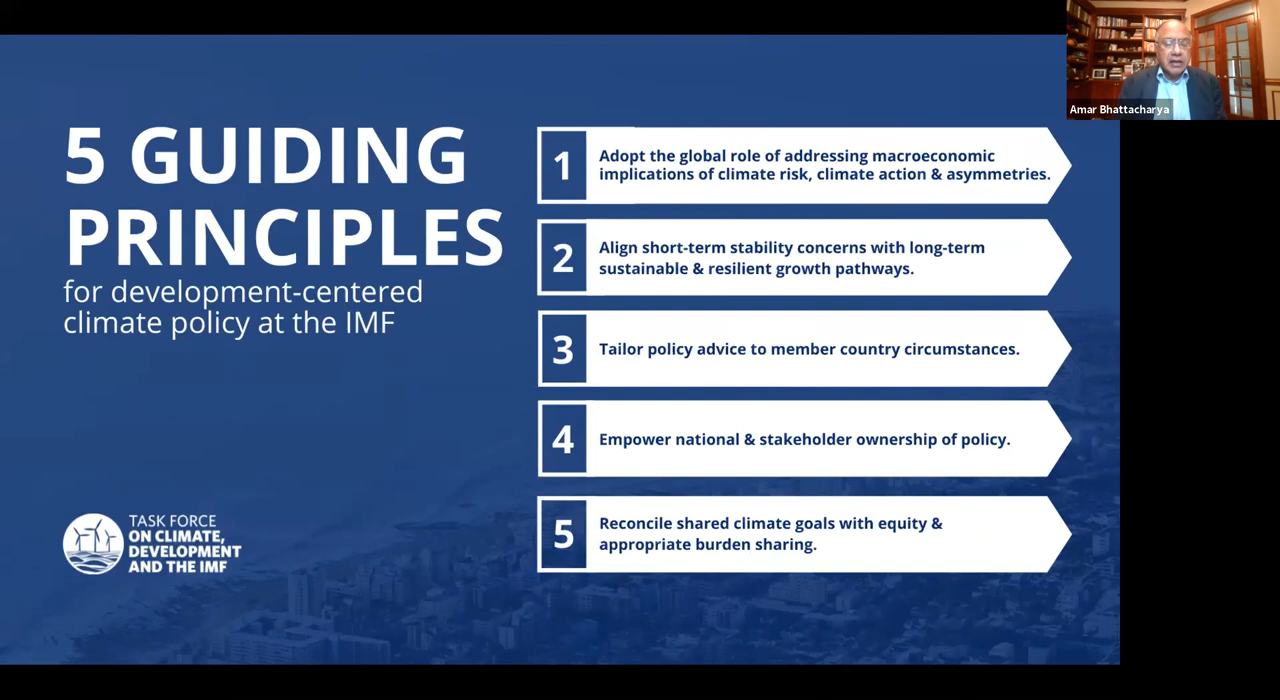 5 GUIDING
PRINCIPLES
for development-centered
climate policy at the IMF
1
Adopt the global role of addressing macroeconomic
implications of climate risk, climate action & asymmetries.
2
Align short-term stability concerns with long-term
sustainable & resilient growth pathways.
3
Tailor policy advice to member country circumstances.
4
Empower national & stakeholder ownership of policy.
5
Reconcile shared climate goals with equity &
appropriate burden sharing.
TASK FORCE
ON CLIMATE,
DEVELOPMENT
AND THE IMF
Amar Bhattacharya